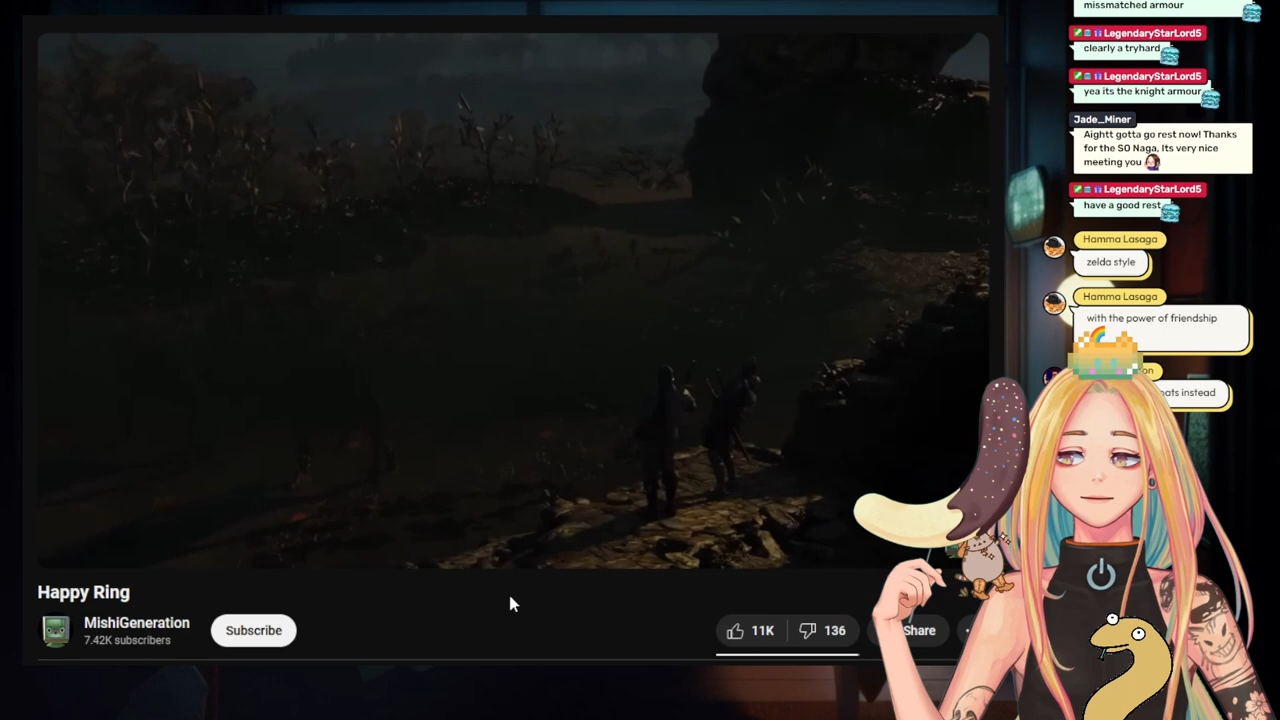 missmatched armour
LegendaryStarLord5
clearly a tryhard
LegendaryStarLord5
yea its the knight armour
Jade_Miner
Aightt gotta go rest now! Thanks
for the SO Naga, Its very nice
meeting you
LegendaryStarLord5
have a good rest
Hamma Lasaga
zelda style
Hamma Lasaga
with the power of friendship
on
ats instead
Happy Ring
MishiGeneration
7.42K subscribers
Subscribe
11K
136
Share